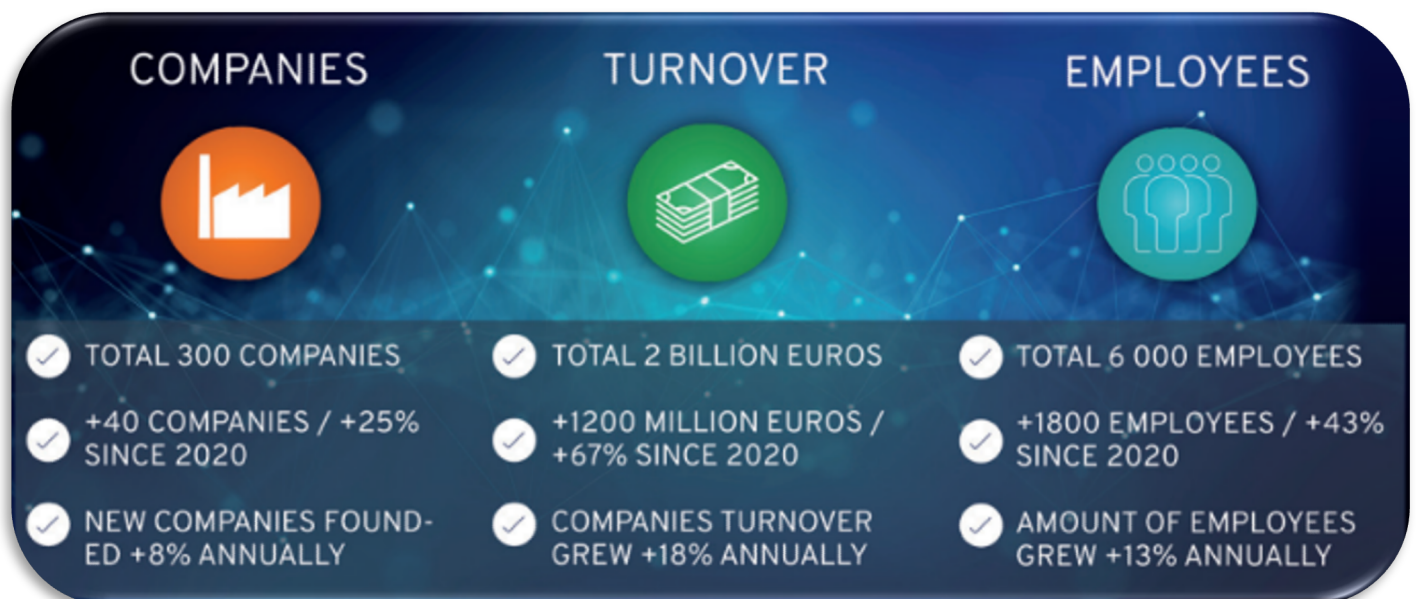 COMPANIES
TOTAL 300 COMPANIES
+40 COMPANIES / +25%
SINCE 2020
NEW COMPANIES FOUND-
ED +8% ANNUALLY
TURNOVER
TOTAL 2 BILLION EUROS
+1200 MILLION EUROS /
+67% SINCE 2020
COMPANIES TURNOVER
GREW +18% ANNUALLY
EMPLOYEES
TOTAL 6 000 EMPLOYEES
+1800 EMPLOYEES / +43%
SINCE 2020
AMOUNT OF EMPLOYEES
GREW +13% ANNUALLY